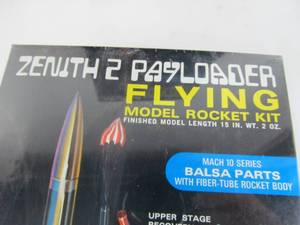 ZENITH 2 PAYLOADER
FLYING
MODEL ROCKET KIT
FINISHED MODEL LENGTH 15 IN. WT. 2 OZ.
MACH 10 SERIES
BALSA PARTS
WITH FIBER-TUBE ROCKET BODY
UPPER STAGE